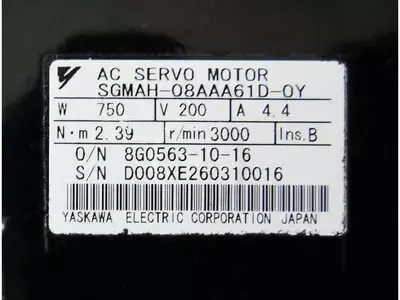 AC SERVO MOTOR
SGMAH-08AAA61D-0Y
W 750 V 200 A 4.4
N·m 2.39 r/min 3000 Ins.B
O/N 8G0563-10-16
S/N D008XE260310016
YASKAWA ELECTRIC CORPORATION JAPAN